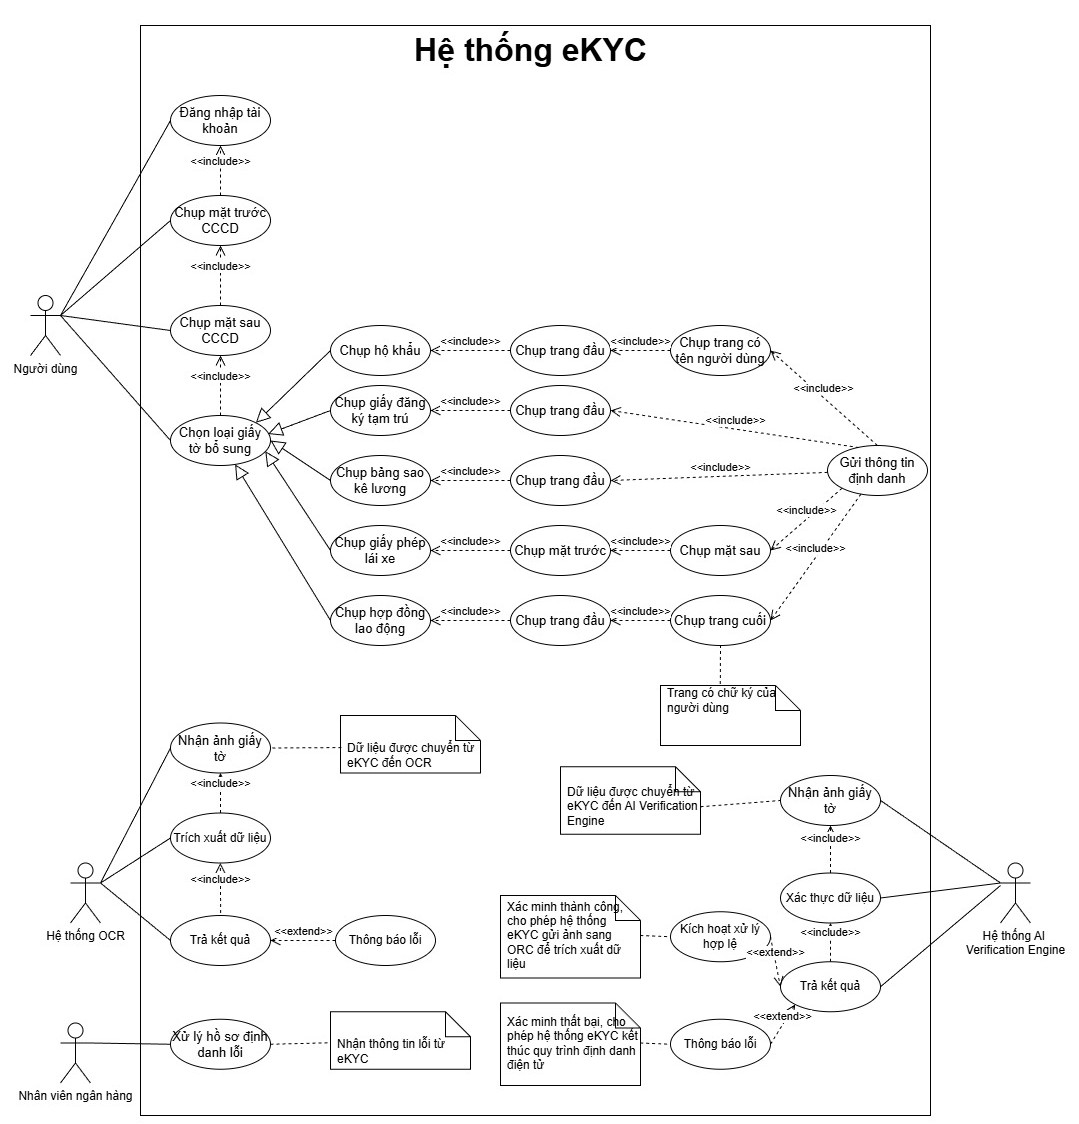 Hệ thống eKYC
Đăng nhập tài
khoản
<<include>>
Chụp mặt trước
CCCD
<<include>>
Chụp mặt sau
CCCD
<<include>>
Người dùng
Chọn loại giấy
tờ bổ sung
Chụp hộ khẩu
<<include>>
Chụp trang đầu
<<include>>
Chụp trang có
tên người dùng
<<include>>
Chụp giấy đăng
ký tạm trú
<<include>>
Chụp trang đầu
<<include>>
Chụp bảng sao
kê lương
<<include>>
Chụp trang đầu
<<include>>
Gửi thông tin
định danh
<<include>>
<<include>>
Chụp giấy phép
lái xe
<<include>>
Chụp mặt trước
<<include>>
Chụp mặt sau
Chụp hợp đồng
lao động
<<include>>
Chụp trang đầu
<<include>>
Chụp trang cuối
Trang có chữ ký của
người dùng
Nhận ảnh giấy
tờ
Dữ liệu được chuyển từ
eKYC đến OCR
<<include>>
Trích xuất dữ liệu
<<include>>
Hệ thống OCR
Trả kết quả
<<extend>>
Thông báo lỗi
Dữ liệu được chuyển từ
eKYC đến AI Verification
Engine
Nhận ảnh giấy
tờ
<<include>>
Xác thực dữ liệu
<<include>>
Hệ thống AI
Verification Engine
Xác minh thành công,
cho phép hệ thống
eKYC gửi ảnh sang
ORC để trích xuất dữ
liệu
Kích hoạt xử lý
hợp lệ
<<extend>>
Trả kết quả
<<extend>>
Xác minh thất bại, cho
phép hệ thống eKYC kết
thúc quy trình định danh
điện tử
Thông báo lỗi
Xử lý hồ sơ định
danh lỗi
Nhận thông tin lỗi từ
eKYC
Nhân viên ngân hàng